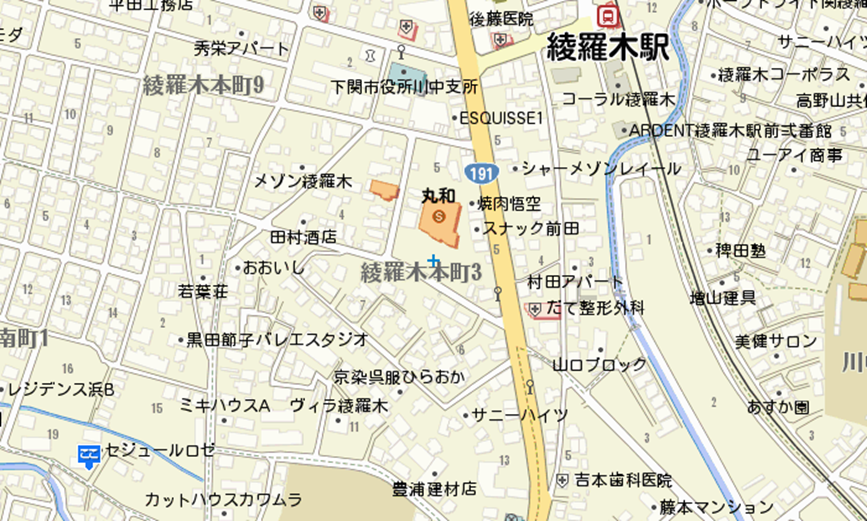 平田工務店
後藤医院
綾羅木駅
モダ
秀栄アパート
サニーハイツ
綾羅木本町9
下関市役所川中支所
綾羅木コーポラス
コーラル綾羅木
高野山共
ESQUISSE1
ARDENT綾羅木駅前弐番館
ユーアイ商事
191
シャーメゾンレイール
メゾン綾羅木
丸和
S
焼肉悟空
スナック前田
田村酒店
稗田塾
おおいし
綾羅木本町3
村田アパート
若葉荘
だて整形外科
増山建具
南町1
黒田節子バレエスタジオ
美健サロン
山口ブロック
川
京染呉服ひらおか
レジデンス浜B
ミキハウスA
ヴィラ綾羅木
サニーハイツ
あすか園
セジュールロゼ
ここ
吉本歯科医院
豊浦建材店
カットハウスカワムラ
藤本マンション